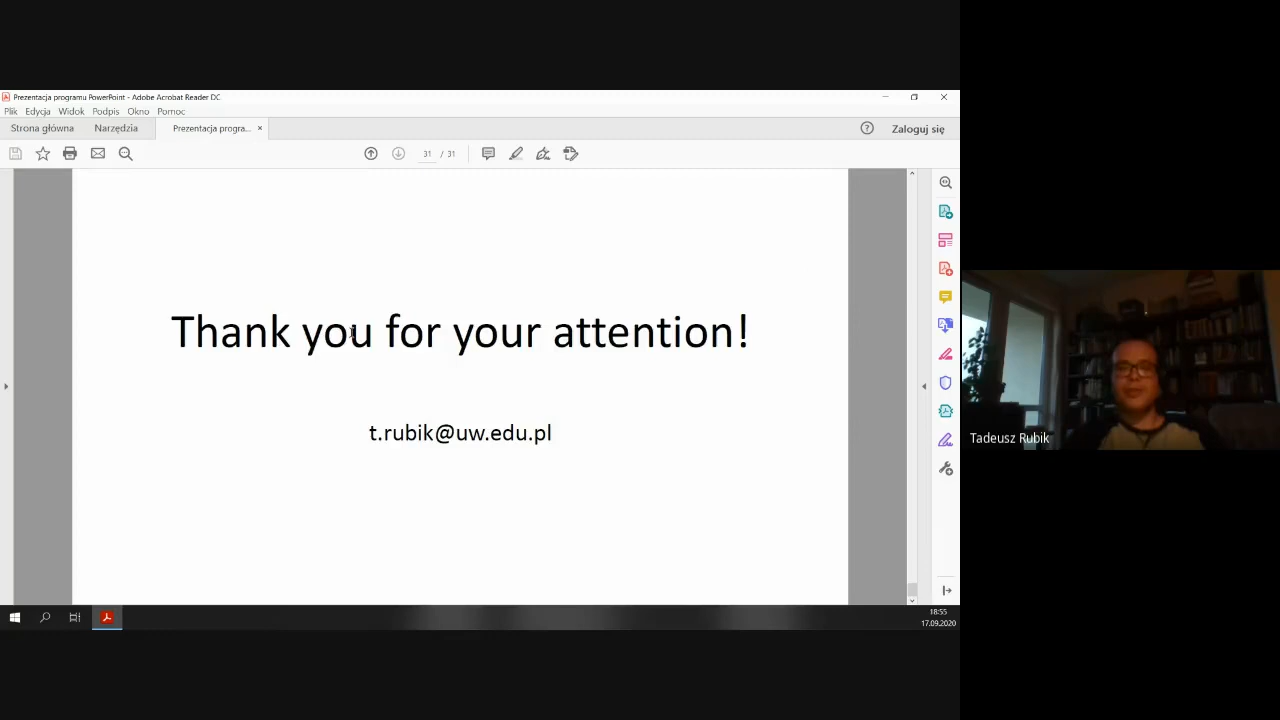 Prezentacja programu PowerPoint - Adobe Acrobat Reader DC
Plik Edycja Widok Podpis Okno Pomoc
Strona główna Narzędzia Prezentacja progra... × Zaloguj się
31 / 31
Thank you for your attention!
t.rubik@uw.edu.pl
Tadeusz Rubik
18:55
17.09.2020